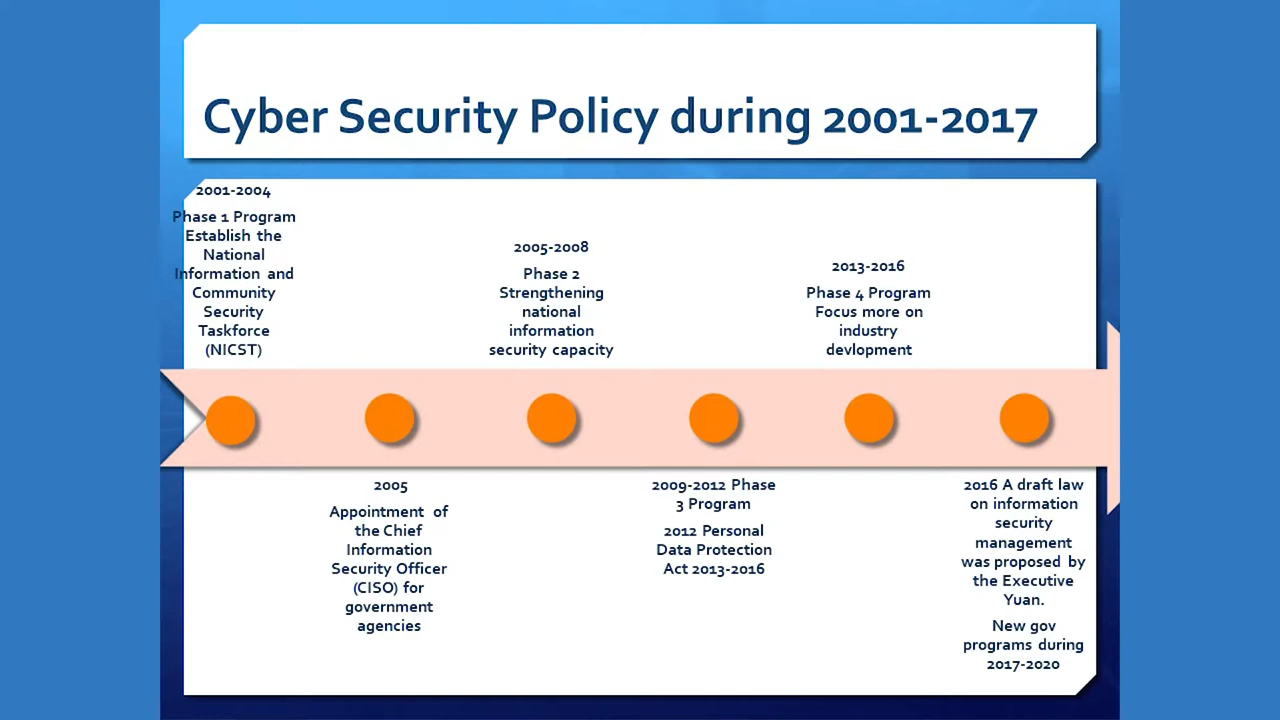 Cyber Security Policy during 2001-2017
2001-2004
Phase 1 Program
Establish the
National
Information and
Community
Security
Taskforce
(NICST)
2005
Appointment of
the Chief
Information
Security Officer
(CISO) for
government
agencies
2005-2008
Phase 2
Strengthening
national
information
security capacity
2009-2012 Phase
3 Program
2012 Personal
Data Protection
Act 2013-2016
2013-2016
Phase 4 Program
Focus more on
industry
devlopment
2016 A draft law
on information
security
management
was proposed by
the Executive
Yuan.
New gov
programs during
2017-2020